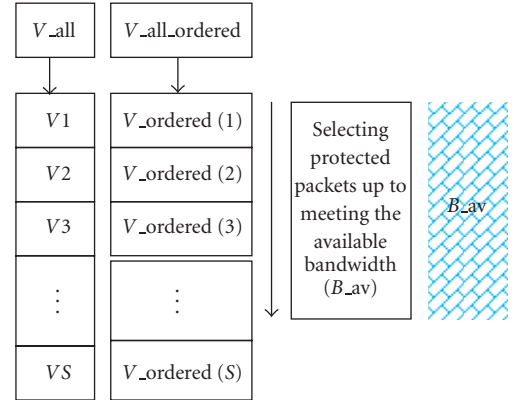 V_all
V_all_ordered
V1
V_ordered (1)
V2
V_ordered (2)
V3
V_ordered (3)
⋮
⋮
VS
V_ordered (S)
Selecting
protected
packets up to
meeting the
available
bandwidth
(B_av)
B_av